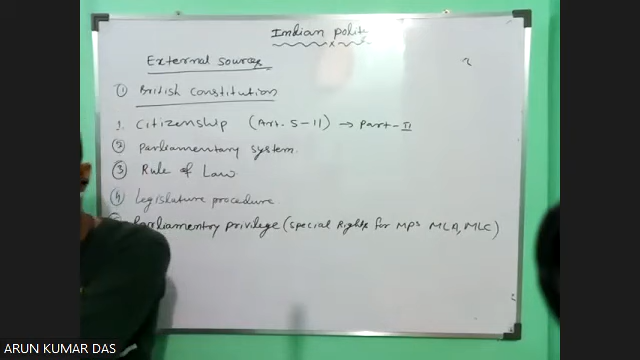 Indian polity
External sources
① British constitution
1. Citizenship (Art. 5-11) → Part-II
② parliamentary system.
③ Rule of Law
④ Legislature procedure.
Parliamentry privilege (special Rights for MPs MLA, MLC)
ARUN KUMAR DAS